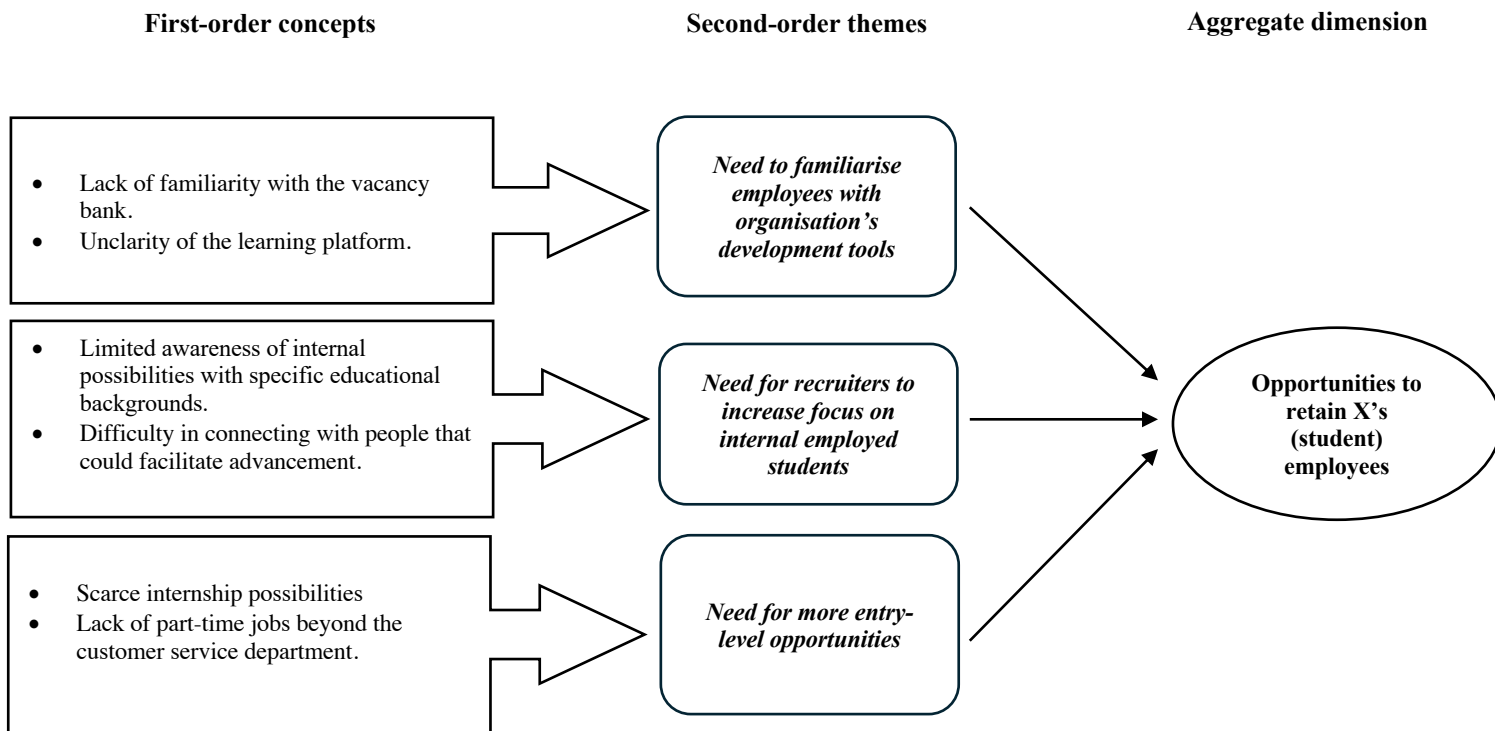 First-order concepts
Second-order themes
Aggregate dimension
• Lack of familiarity with the vacancy
bank.
• Unclarity of the learning platform.
Need to familiarise
employees with
organisation’s
development tools
• Limited awareness of internal
possibilities with specific educational
backgrounds.
• Difficulty in connecting with people that
could facilitate advancement.
Need for recruiters to
increase focus on
internal employed
students
Opportunities to
retain X’s
(student)
employees
• Scarce internship possibilities
• Lack of part-time jobs beyond the
customer service department.
Need for more entry-
level opportunities